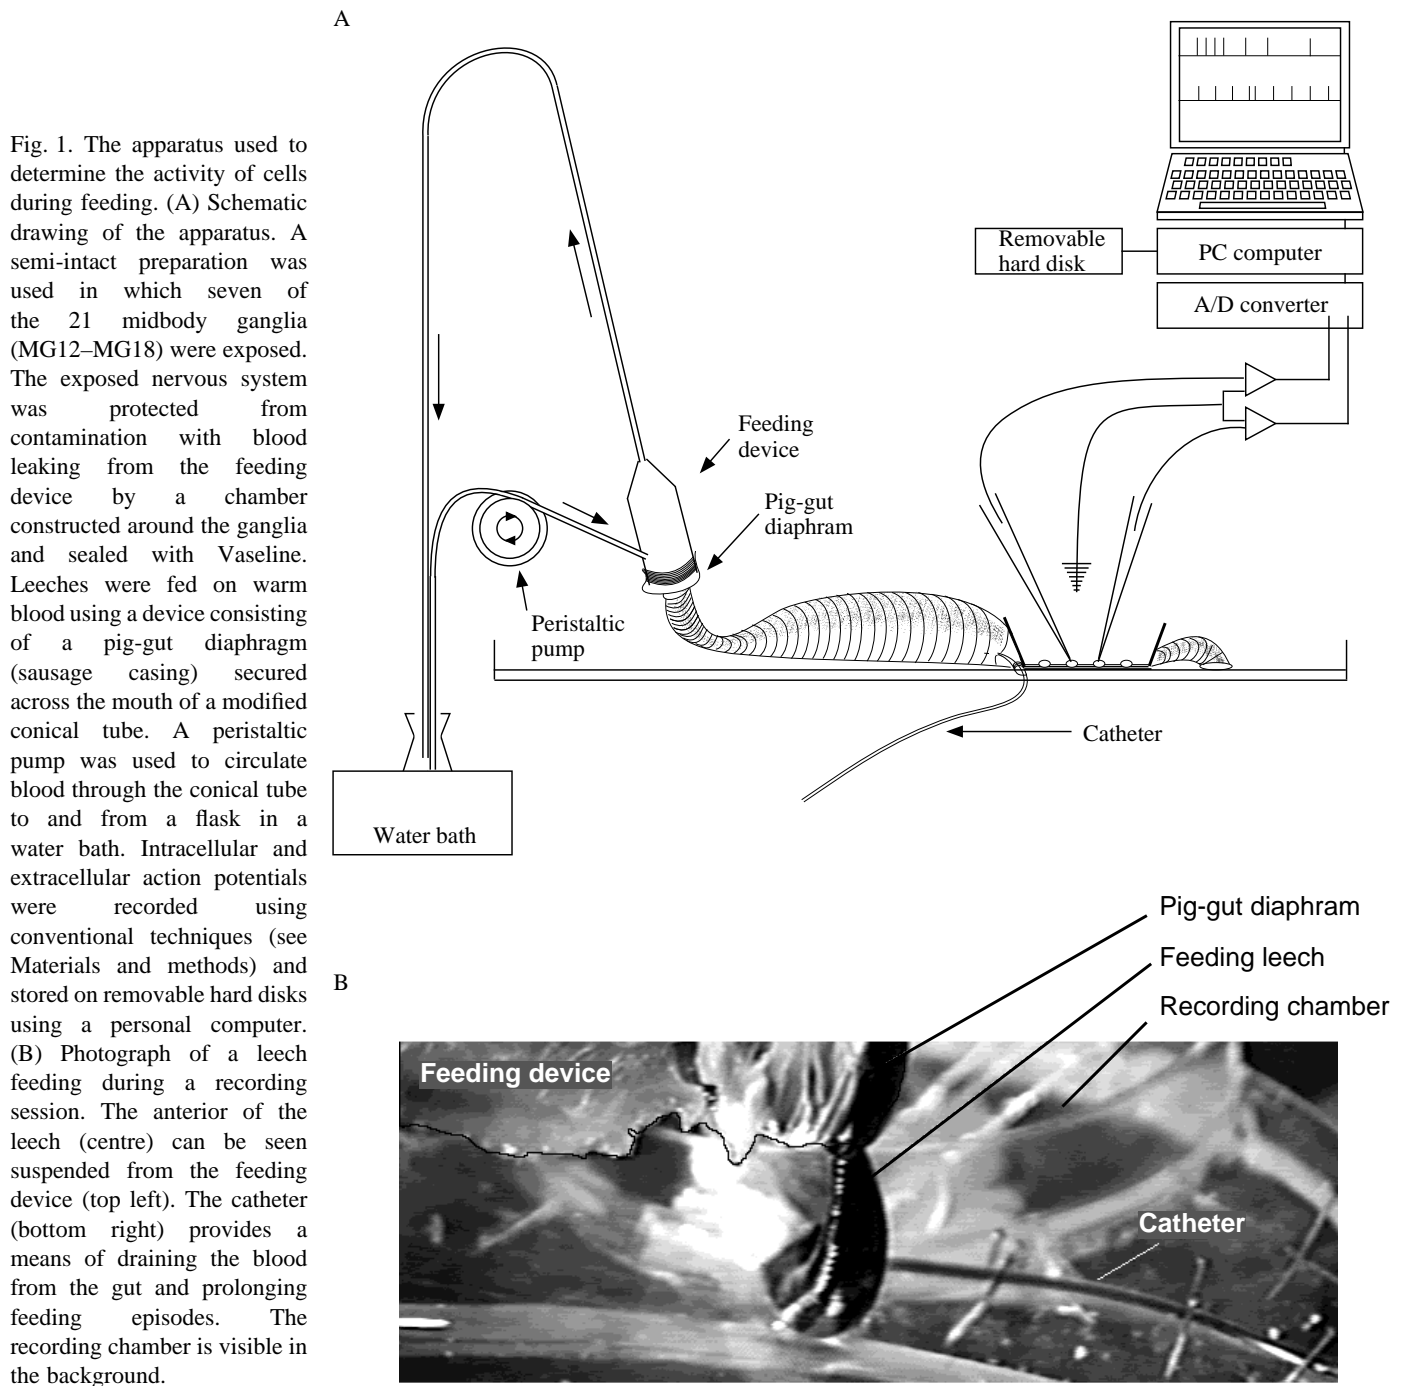 A
Fig. 1. The apparatus used to
determine the activity of cells
during feeding. (A) Schematic
drawing of the apparatus. A
semi-intact preparation was
used in which seven of
the 21 midbody ganglia
(MG12–MG18) were exposed.
The exposed nervous system
was protected from
contamination with blood
leaking from the feeding
device by a chamber
constructed around the ganglia
and sealed with Vaseline.
Leeches were fed on warm
blood using a device consisting
of a pig-gut diaphragm
(sausage casing) secured
across the mouth of a modified
conical tube. A peristaltic
pump was used to circulate
blood through the conical tube
to and from a flask in a
water bath. Intracellular and
extracellular action potentials
were recorded using
conventional techniques (see
Materials and methods) and
stored on removable hard disks
using a personal computer.
(B) Photograph of a leech
feeding during a recording
session. The anterior of the
leech (centre) can be seen
suspended from the feeding
device (top left). The catheter
(bottom right) provides a
means of draining the blood
from the gut and prolonging
feeding episodes. The
recording chamber is visible in
the background.
Removable
hard disk
PC computer
A/D converter
Feeding
device
Pig-gut
diaphram
Peristaltic
pump
Catheter
Water bath
B
Pig-gut diaphram
Feeding leech
Recording chamber
Feeding device
Catheter